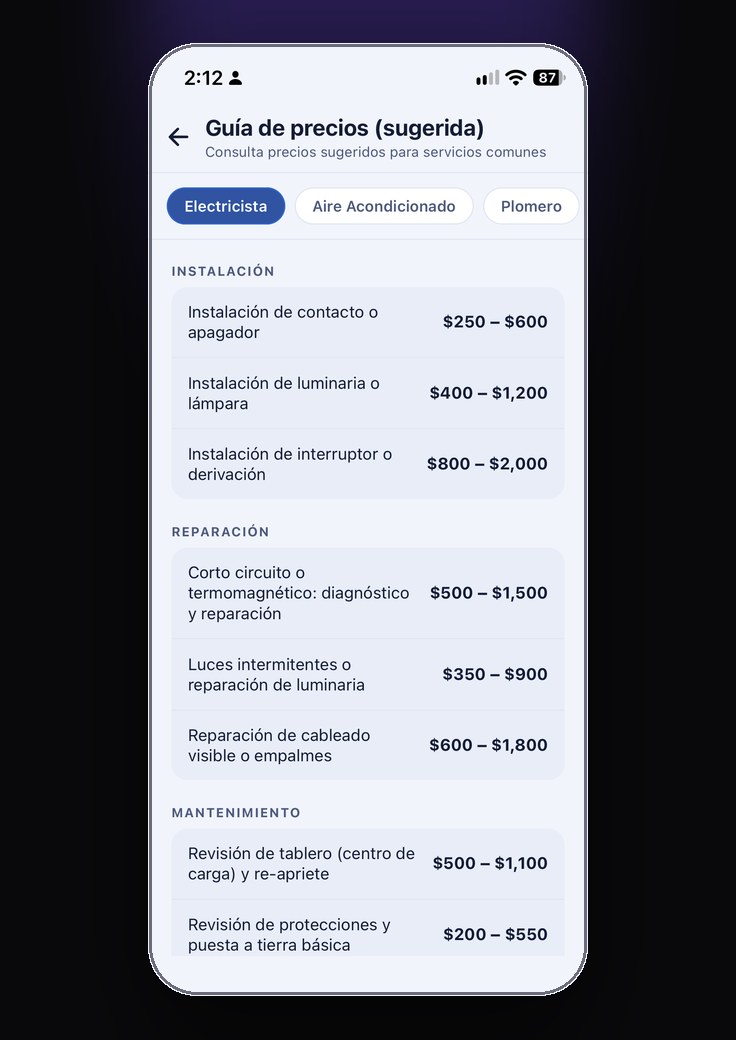 2:12
87
Guía de precios (sugerida)
Consulta precios sugeridos para servicios comunes
Electricista
Aire Acondicionado
Plomero
INSTALACIÓN
Instalación de contacto o
apagador
$250 – $600
Instalación de luminaria o
lámpara
$400 – $1,200
Instalación de interruptor o
derivación
$800 – $2,000
REPARACIÓN
Corto circuito o
termomagnético: diagnóstico
y reparación
$500 – $1,500
Luces intermitentes o
reparación de luminaria
$350 – $900
Reparación de cableado
visible o empalmes
$600 – $1,800
MANTENIMIENTO
Revisión de tablero (centro de
carga) y re-apriete
$500 – $1,100
Revisión de protecciones y
puesta a tierra básica
$200 – $550